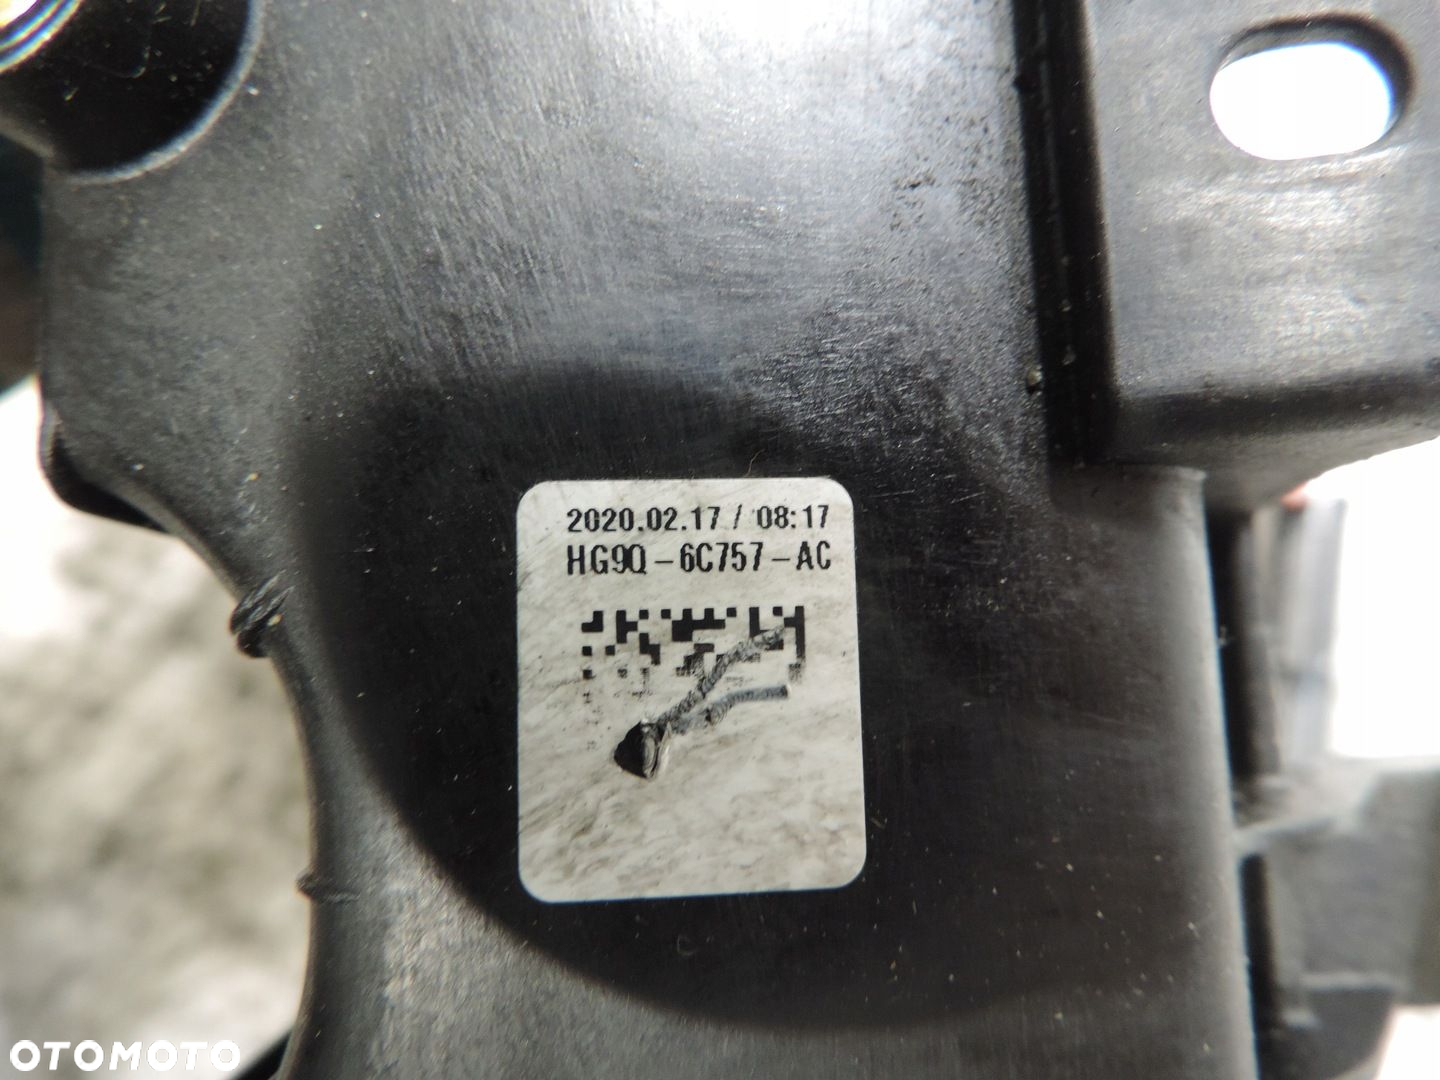 2020.02.17 / 08:17
HG9Q-6C757-AC
OTOMOTO